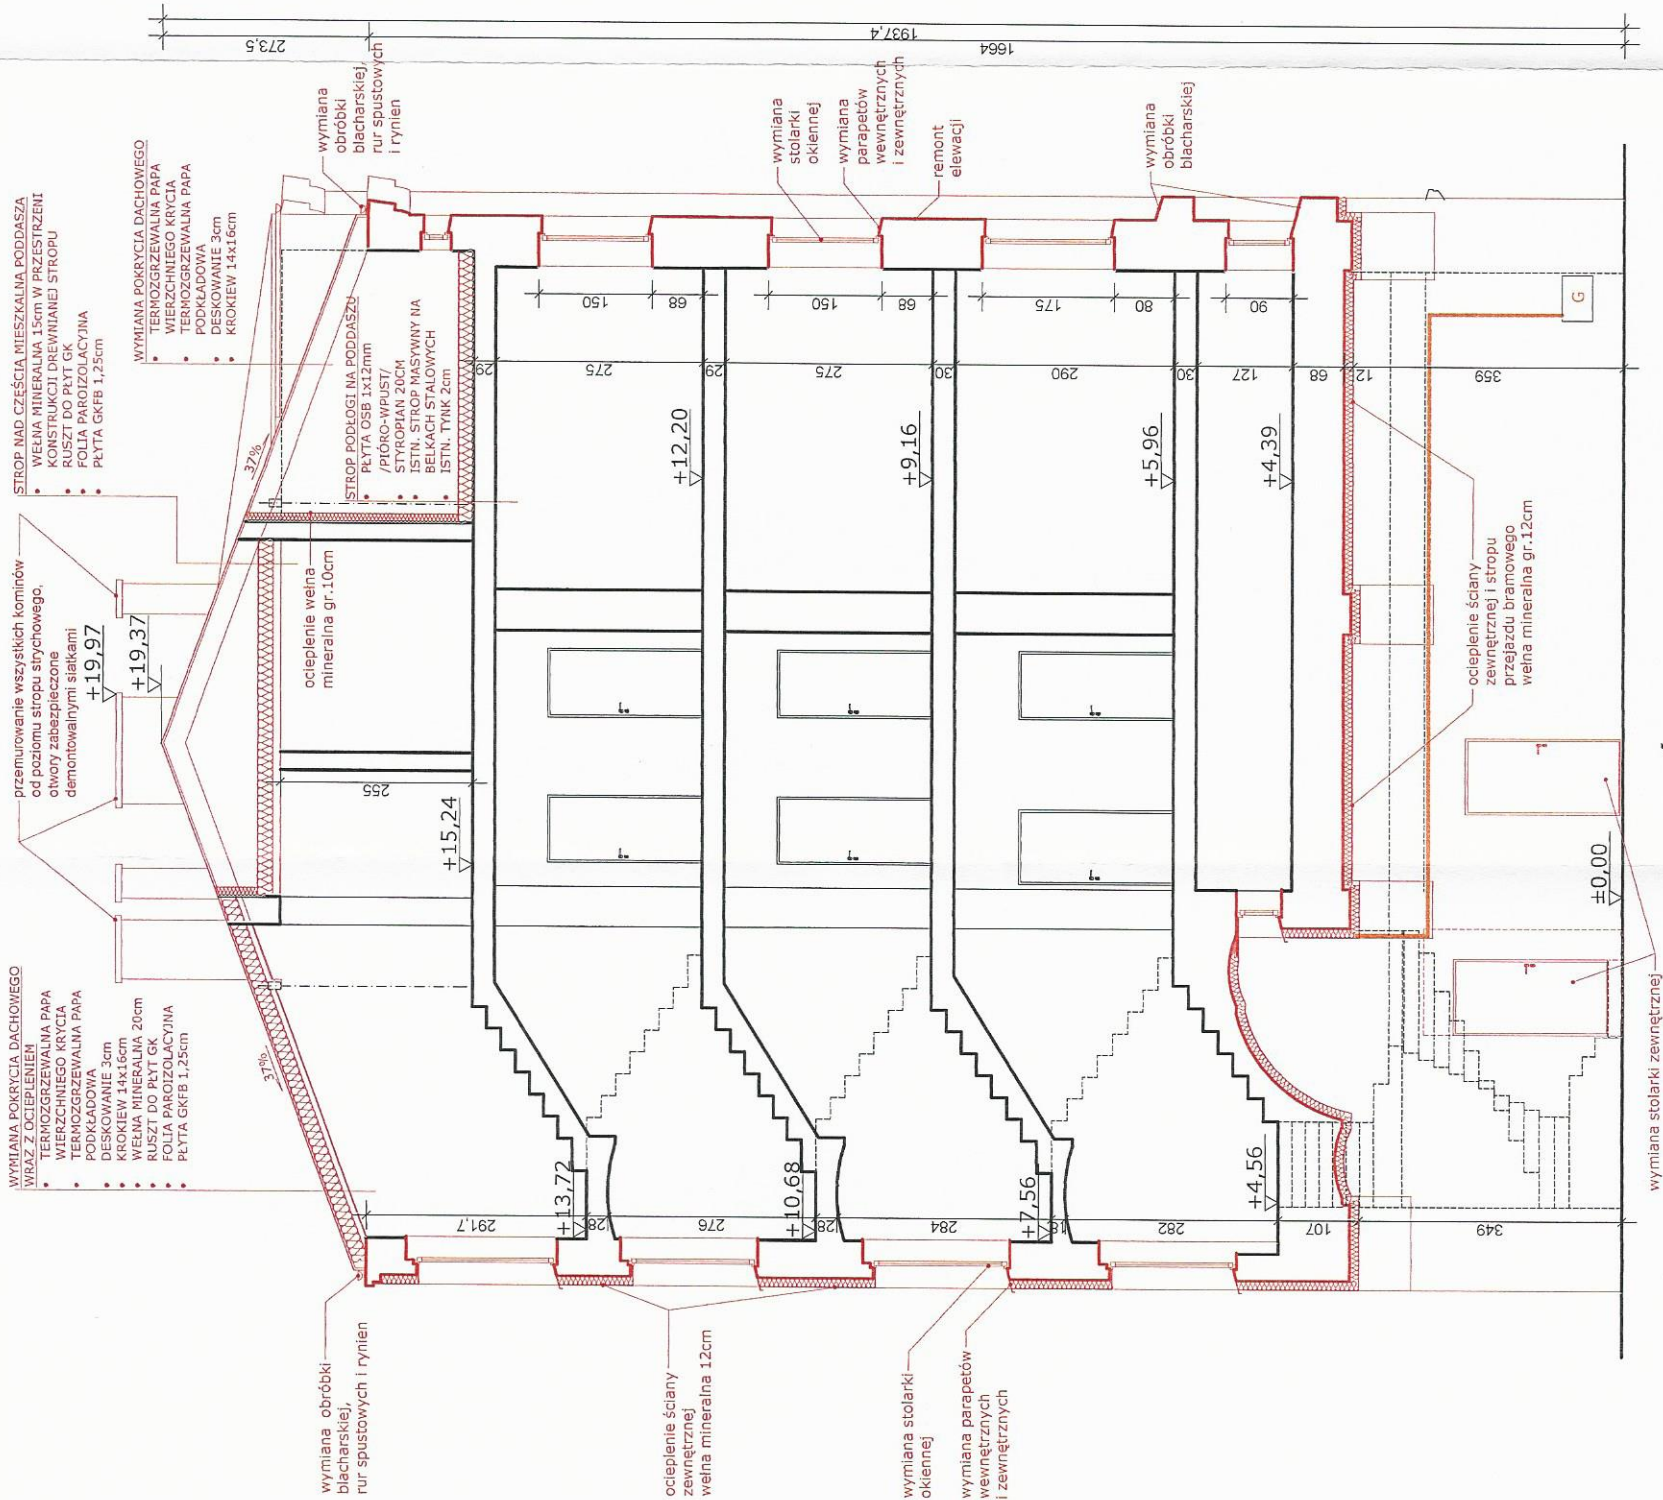 WYMIANA POKRYCIA DACHOWEGO
WRAZ Z OCIEPLENIEM
• TERMOZGRZEWALNA PAPA
WIERZCHNIEGO KRYCIA
• TERMOZGRZEWALNA PAPA
PODKŁADOWA
• DESKOWANIE 3cm
• KROKIEW 14x16cm
• WEŁNA MINERALNA 20cm
• RUSZT DO PŁYT GK
• FOLIA PAROIZOLACYJNA
• PŁYTA GKFB 1,25cm
przemurowanie wszystkich kominów
od poziomu stropu strychowego,
otwory zabezpieczone
demontowalnymi siatkami
+19,97
+19,37
STROP NAD CZĘŚCIĄ MIESZKALNĄ PODDASZA
• WEŁNA MINERALNA 15cm W PRZESTRZENI
KONSTRUKCJI DREWNIANEJ STROPU
• RUSZT DO PŁYT GK
• FOLIA PAROIZOLACYJNA
• PŁYTA GKFB 1,25cm
WYMIANA POKRYCIA DACHOWEGO
• TERMOZGRZEWALNA PAPA
WIERZCHNIEGO KRYCIA
• TERMOZGRZEWALNA PAPA
PODKŁADOWA
• DESKOWANIE 3cm
• KROKIEW 14x16cm
wymiana
obróbki
blacharskiej,
rur spustowych
i rynien
273,5
1937,4
1664
37%
37%
ocieplenie wełna
mineralna gr.10cm
STROP PODŁOGI NA PODDASZU
• PŁYTA OSB 1x12mm
/PIÓRO-WPUST/
• STYROPIAN 20CM
• ISTN. STROP MASYWNY NA
BELKACH STALOWYCH
• ISTN. TYNK 2cm
255
+15,24
+12,20
+9,16
+5,96
+4,39
±0,00
29
275
29
275
30
290
30
127
68
12
359
150
68
150
68
175
80
90
wymiana
stolarki
okiennej
wymiana
parapetów
wewnętrznych
i zewnętrznych
remont
elewacji
wymiana
obróbki
blacharskiej
G
+13,72
+10,68
+7,56
+4,56
291,7
28
276
28
284
18
282
107
349
wymiana obróbki
blacharskiej,
rur spustowych i rynien
ocieplenie ściany
zewnętrznej
wełna mineralna 12cm
wymiana stolarki
okiennej
wymiana parapetów
wewnętrznych
i zewnętrznych
ocieplenie ściany
zewnętrznej i stropu
przejazdu bramowego
wełna mineralna gr.12cm
wymiana stolarki zewnętrznej